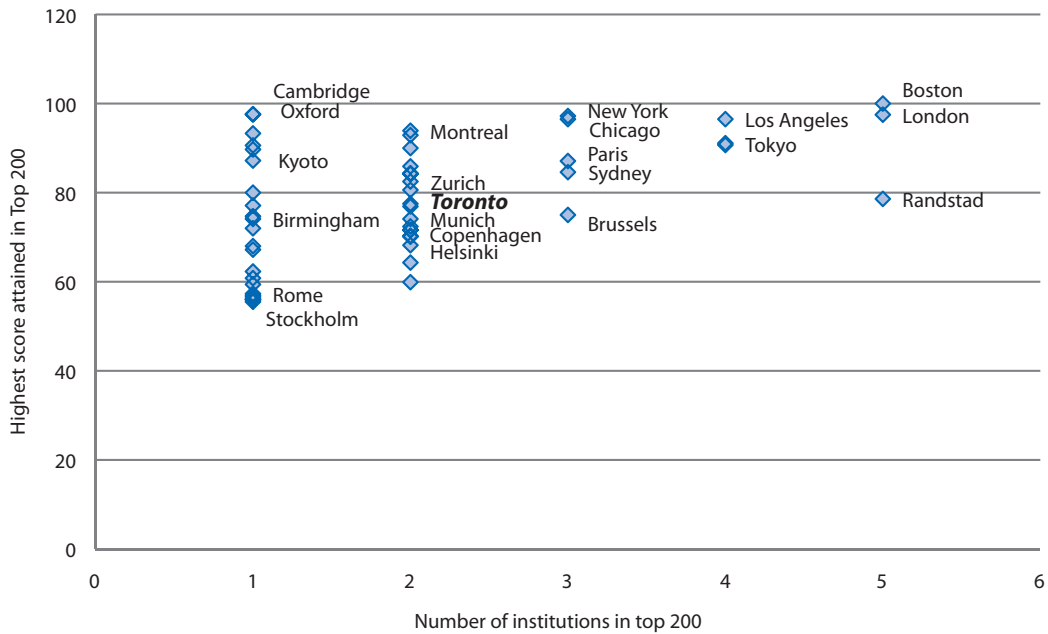 120
100
80
60
40
20
0
0
1
2
3
4
5
6
Highest score attained in Top 200
Number of institutions in top 200
Cambridge
Oxford
Kyoto
Birmingham
Rome
Stockholm
Montreal
Zurich
Toronto
Munich
Copenhagen
Helsinki
New York
Chicago
Paris
Sydney
Brussels
Los Angeles
Tokyo
Boston
London
Randstad